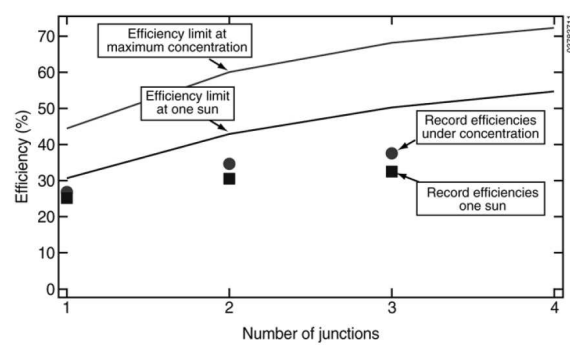 Efficiency limit at
maximum concentration
Efficiency limit
at one sun
Record efficiencies
under concentration
Record efficiencies
one sun
Efficiency (%)
70
60
50
40
30
20
10
0
1
2
3
4
Number of junctions